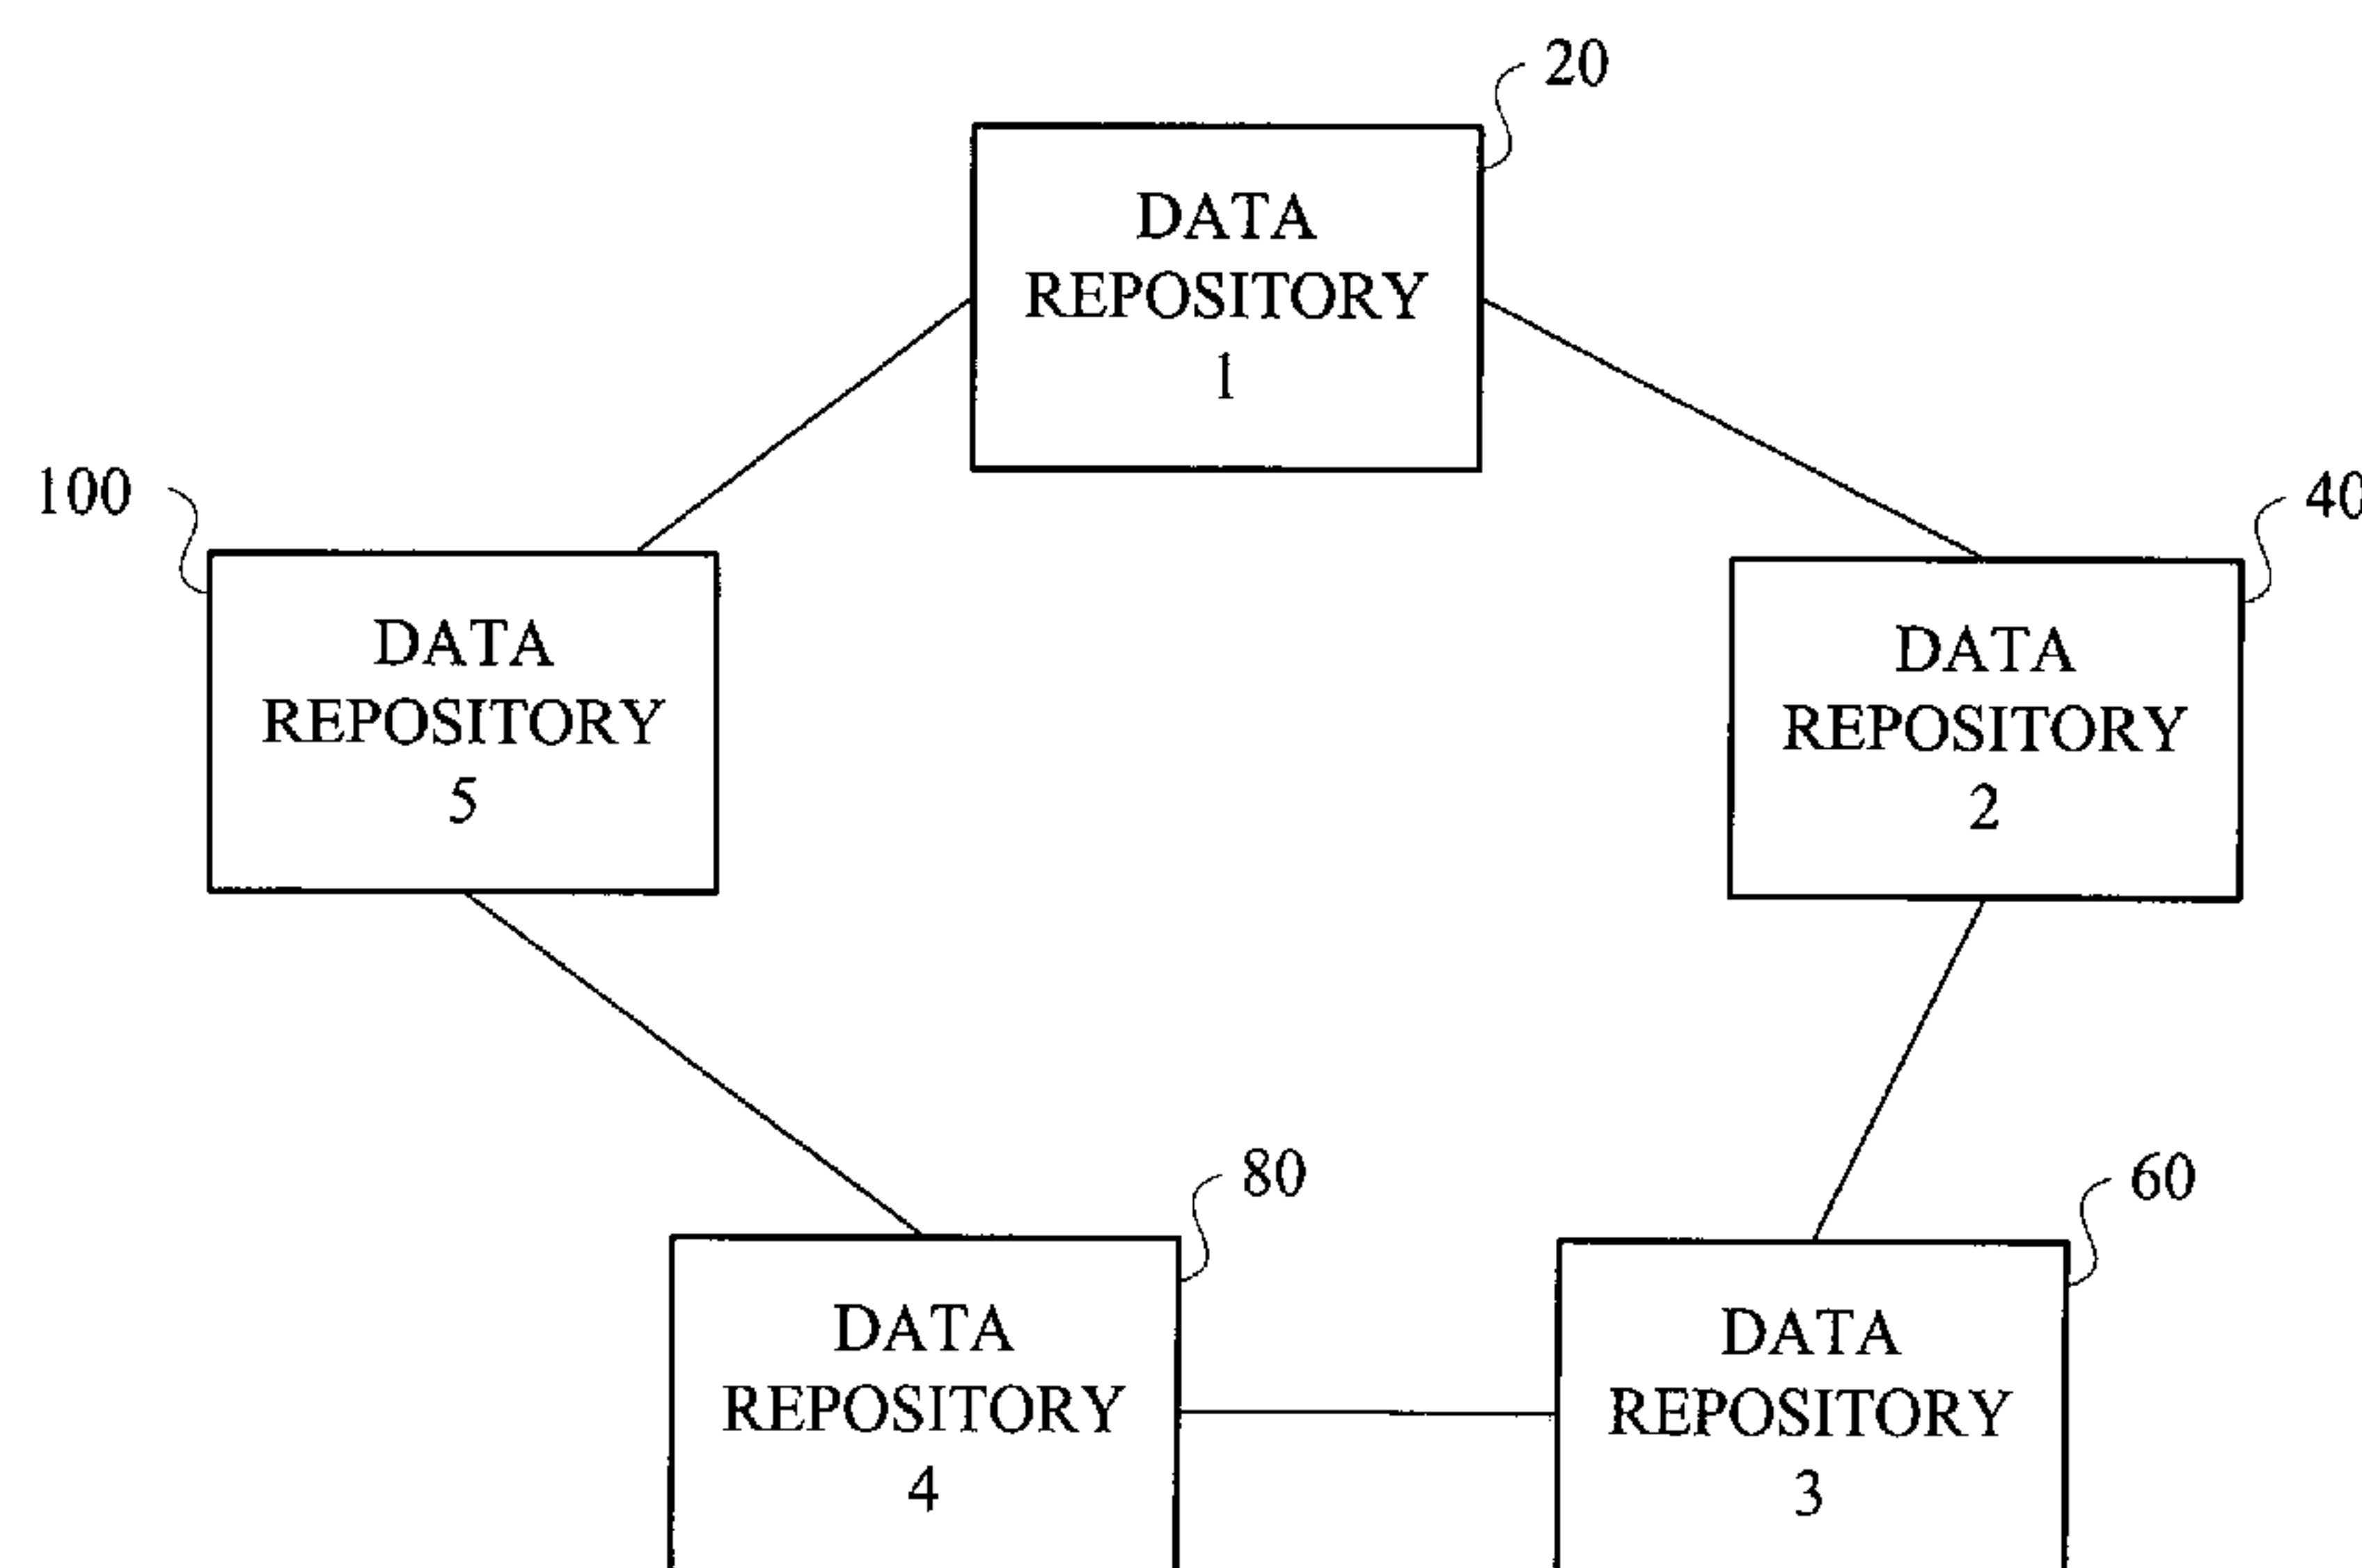 20
DATA
REPOSITORY
1
100
40
DATA
REPOSITORY
5
DATA
REPOSITORY
2
80
60
DATA
REPOSITORY
4
DATA
REPOSITORY
3